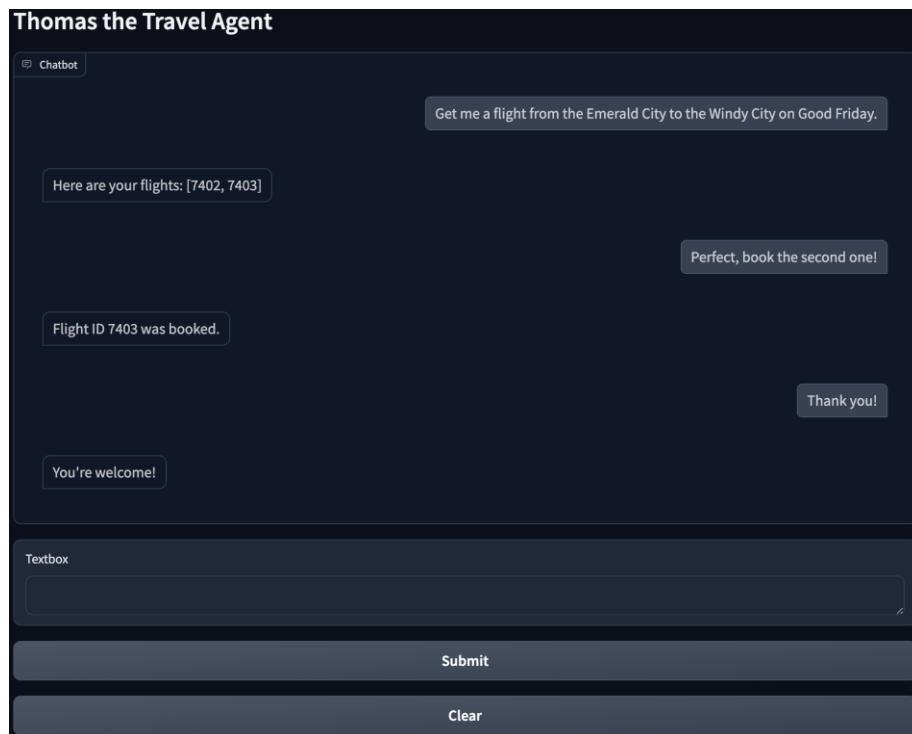 Thomas the Travel Agent
Chatbot
Get me a flight from the Emerald City to the Windy City on Good Friday.
Here are your flights: [7402, 7403]
Perfect, book the second one!
Flight ID 7403 was booked.
Thank you!
You're welcome!
Textbox
Submit
Clear